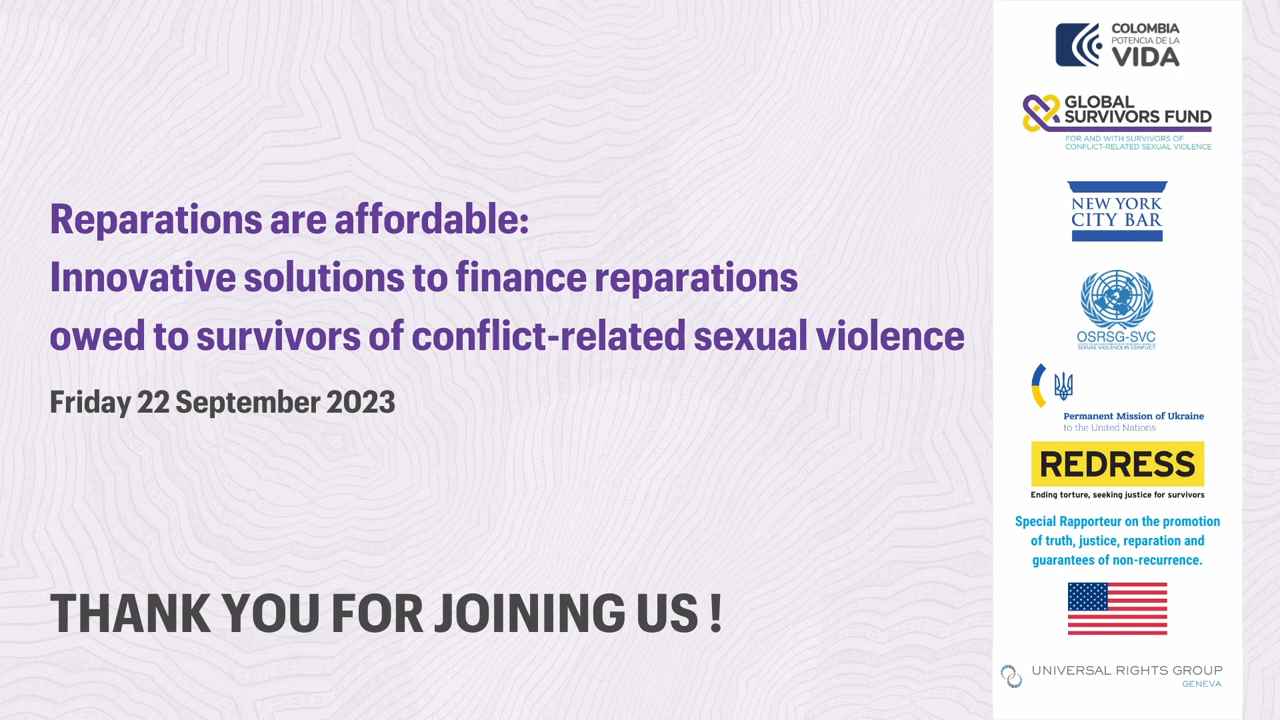 Reparations are affordable:
Innovative solutions to finance reparations
owed to survivors of conflict-related sexual violence
Friday 22 September 2023
THANK YOU FOR JOINING US !
COLOMBIA
POTENCIA DE LA
VIDA
GLOBAL
SURVIVORS FUND
FOR AND WITH SURVIVORS OF
CONFLICT-RELATED SEXUAL VIOLENCE
NEW YORK
CITY BAR
OSRSG-SVC
SEXUAL VIOLENCE IN CONFLICT
Permanent Mission of Ukraine
to the United Nations
REDRESS
Ending torture, seeking justice for survivors
Special Rapporteur on the promotion
of truth, justice, reparation and
guarantees of non-recurrence.
UNIVERSAL RIGHTS GROUP
GENEVA